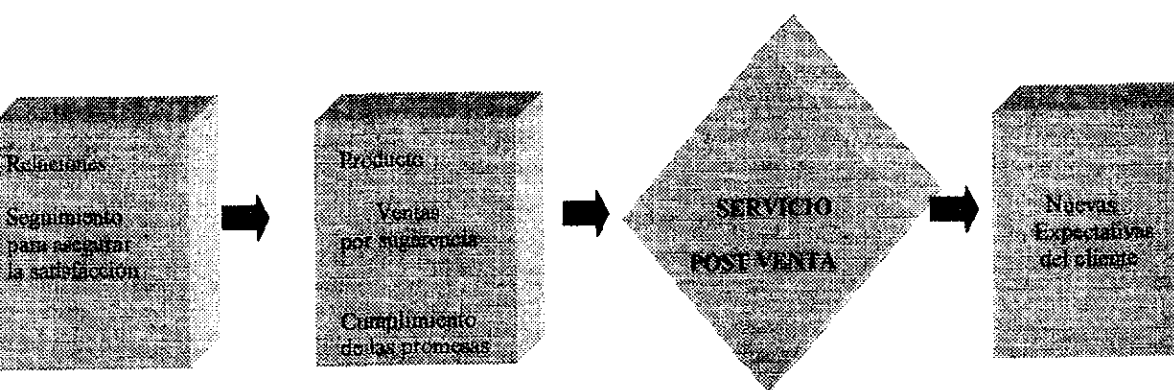 Relaciones
Seguimiento
para asegurar
la satisfacción
Producto
Ventas
por sugerencia
Cumplimiento
de las promesas
SERVICIO
POST VENTA
Nuevas
Expectativas
del cliente